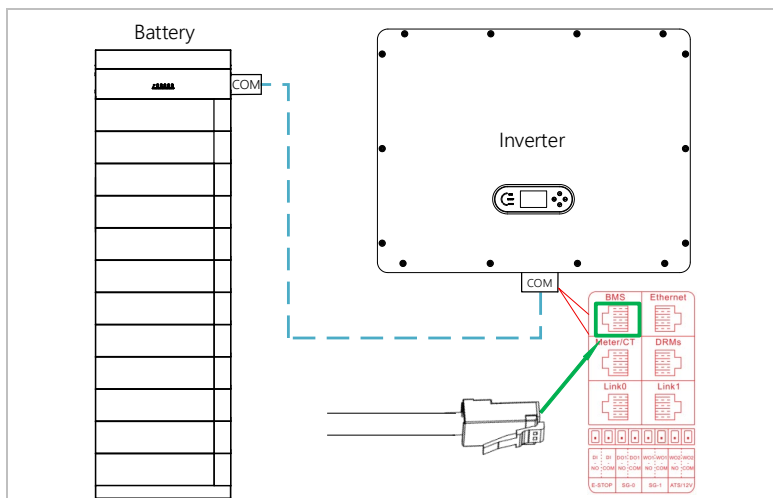 Battery
COM
Inverter
COM
BMS Ethernet
Meter/CT DRMs
Link0 Link1
DI DI DO1 DO1 WO1 WO1 WO2 WO2
- - - - - - - -
NO COM NO COM NO COM NO COM
E-STOP SG-0 SG-1 ATS/12V